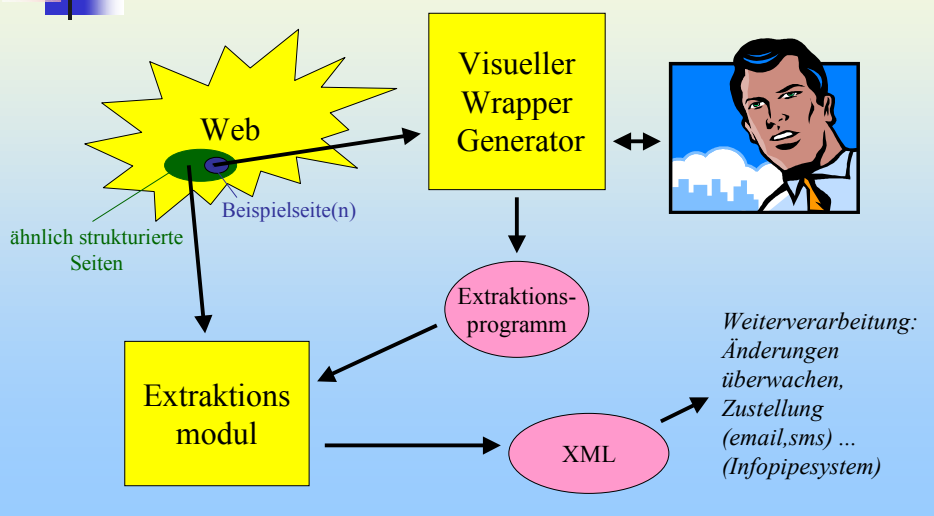 Visueller
Wrapper
Generator
Web
Beispielseite(n)
ähnlich strukturierte
Seiten
Extraktions-
programm
Weiterverarbeitung:
Änderungen
überwachen,
Zustellung
(email,sms) ...
(Infopipesystem)
Extraktions
modul
XML